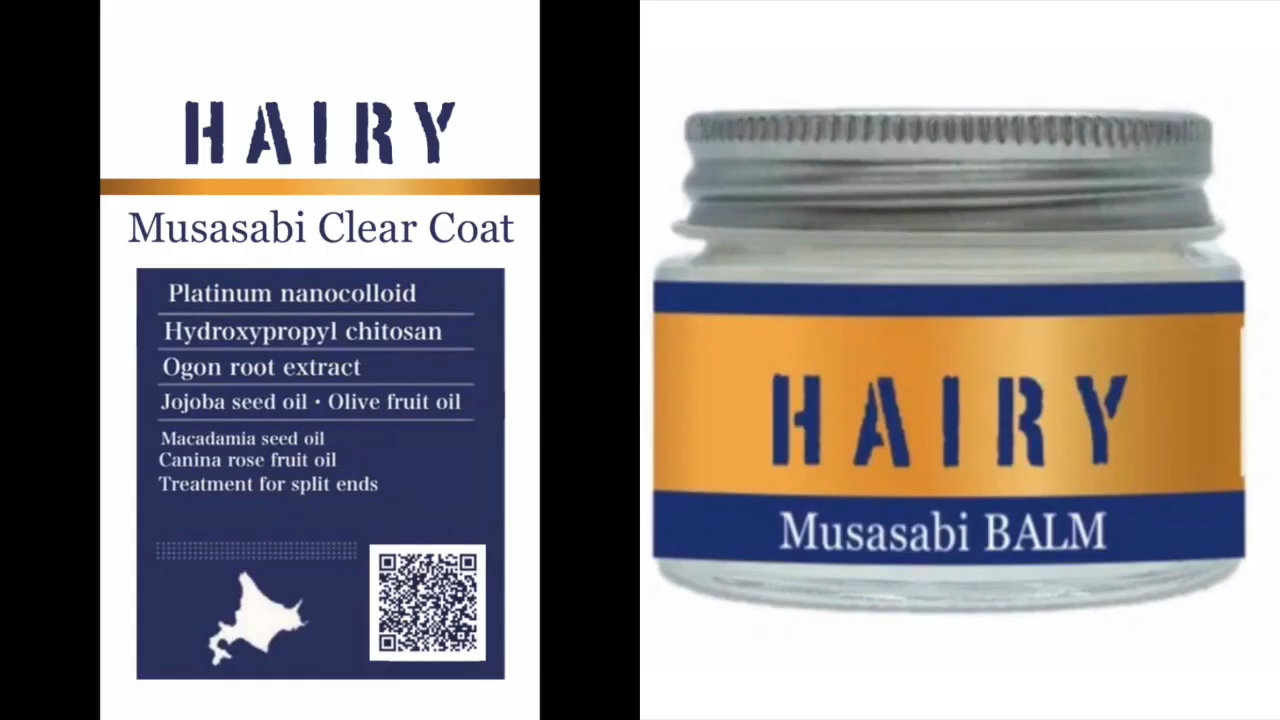 HAIRY
Musasabi Clear Coat
Platinum nanocolloid
Hydroxypropyl chitosan
Ogon root extract
Jojoba seed oil・Olive fruit oil
Macadamia seed oil
Canina rose fruit oil
Treatment for split ends
HAIRY
Musasabi BALM